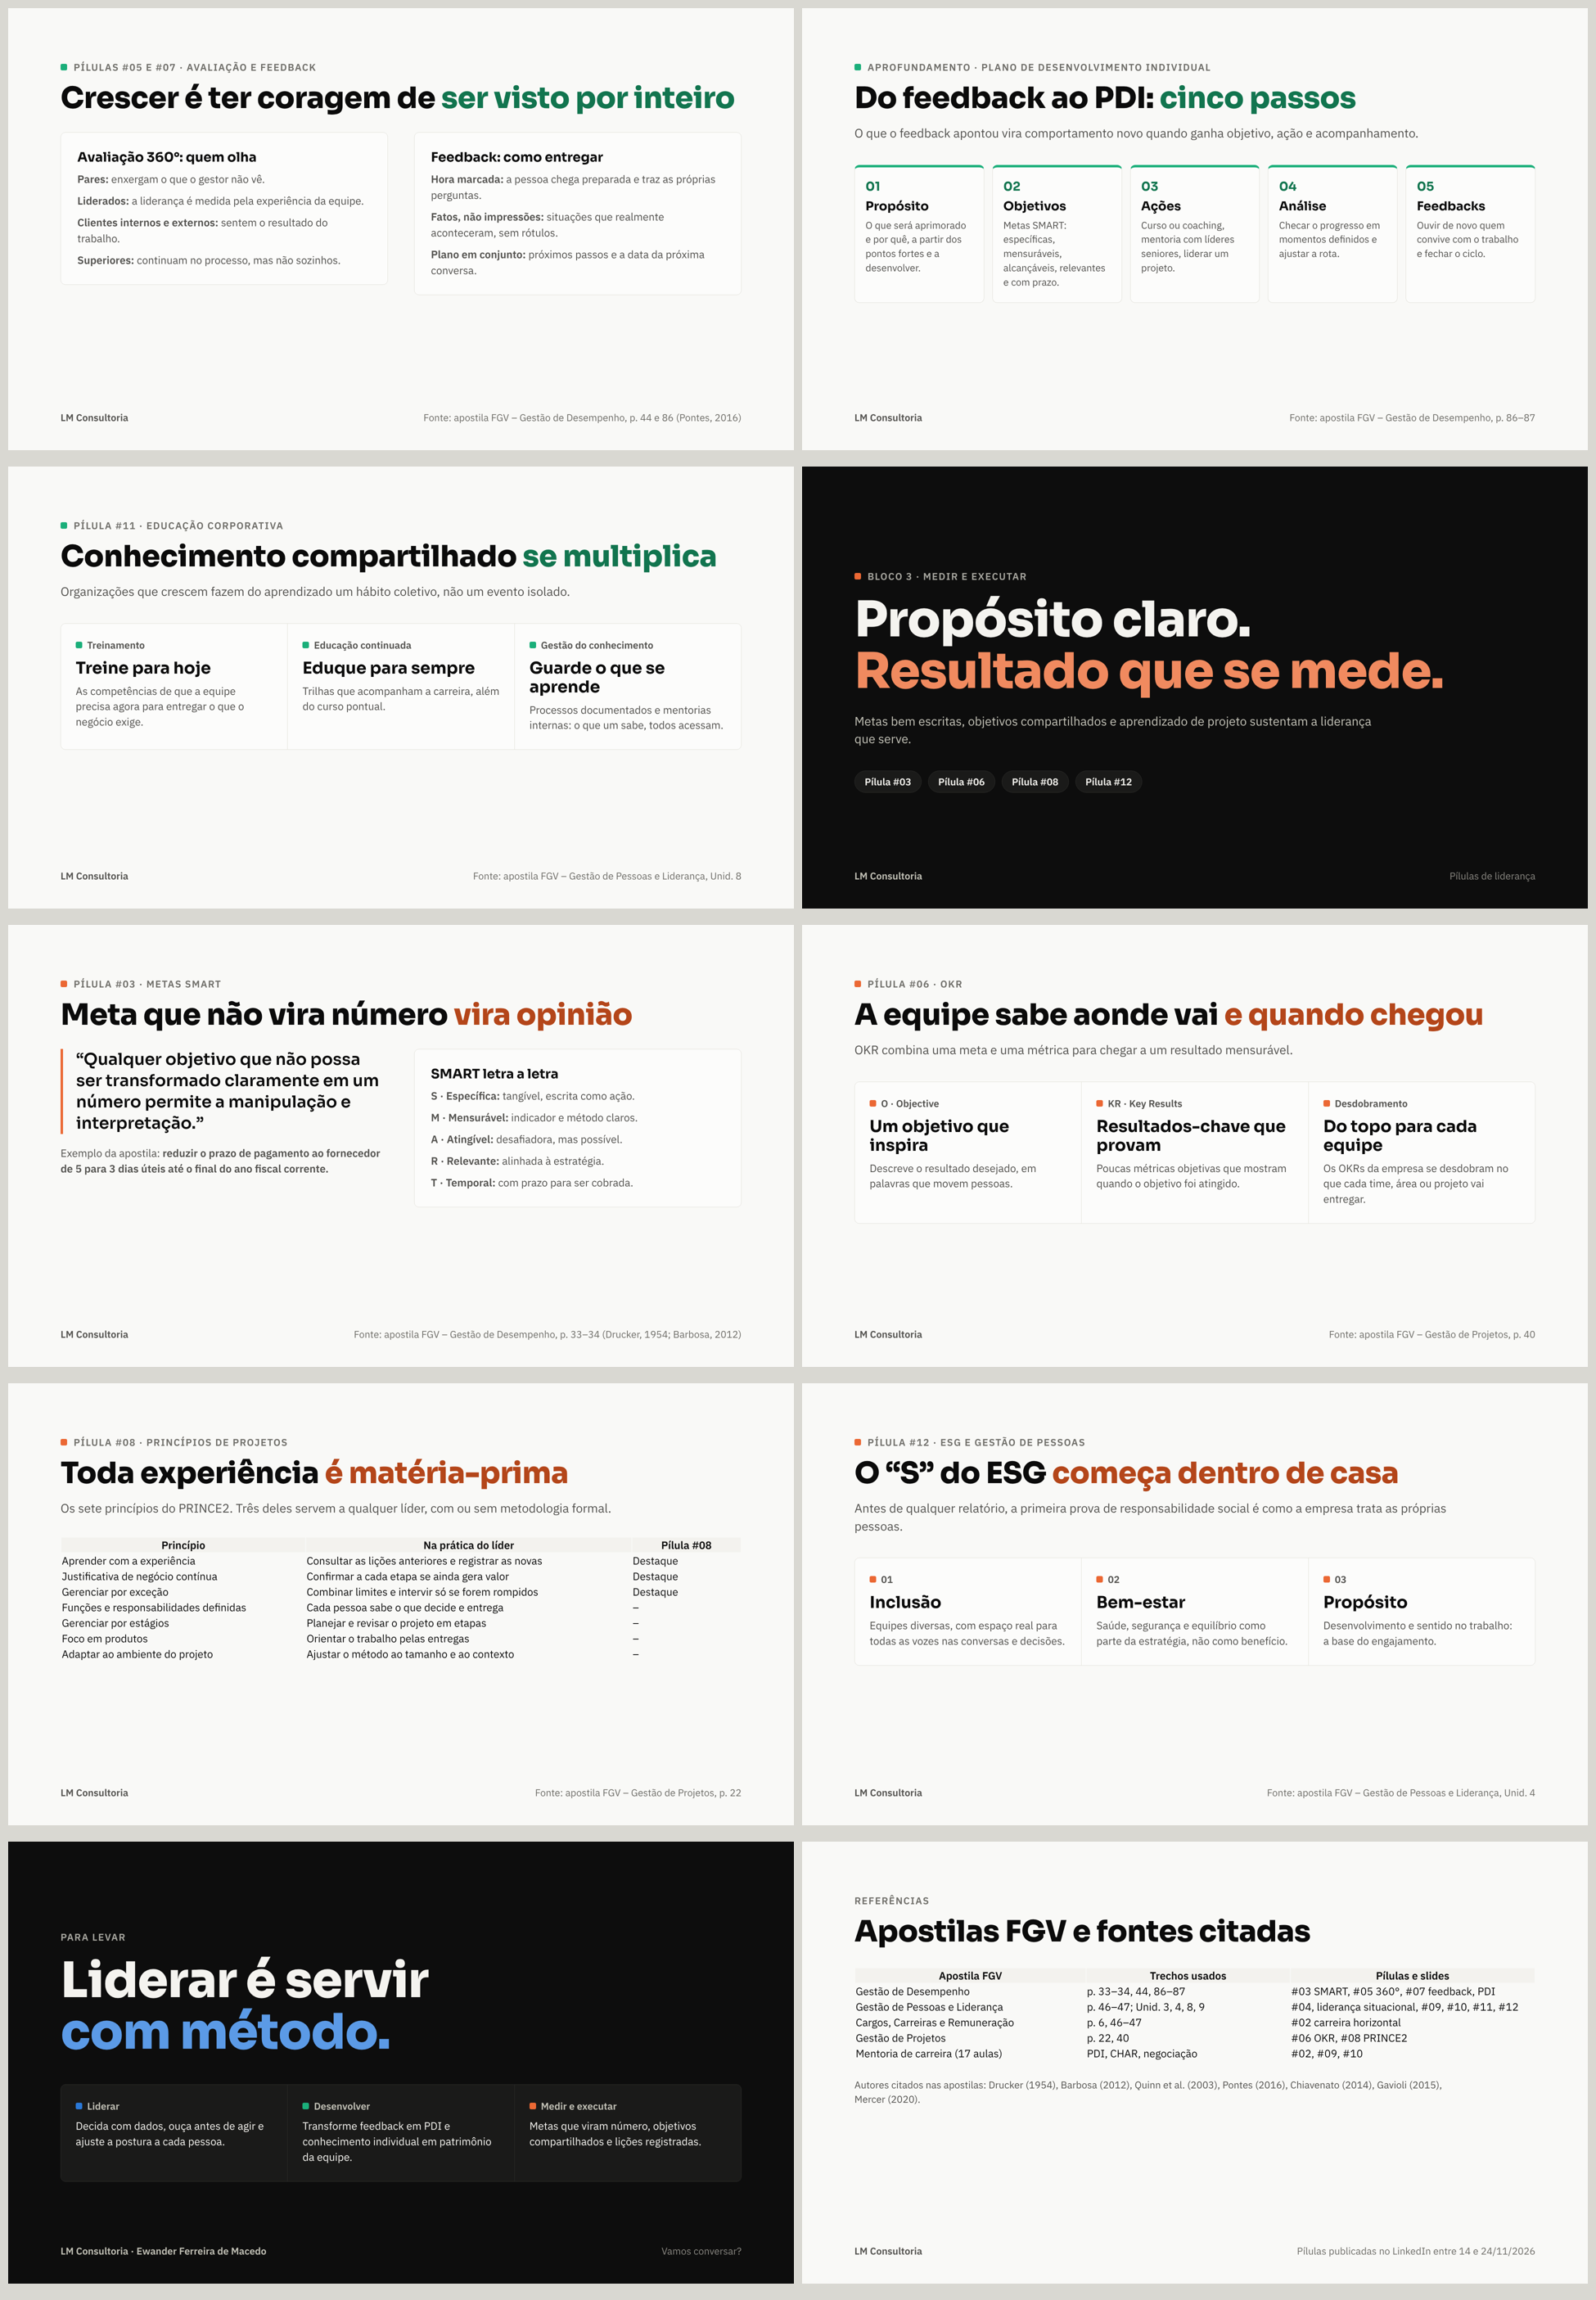 PÍLULAS #05 E #07 · AVALIAÇÃO E FEEDBACK
Crescer é ter coragem de ser visto por inteiro
Avaliação 360º: quem olha
Pares: enxergam o que o gestor não vê.
Liderados: a liderança é medida pela experiência da equipe.
Clientes internos e externos: sentem o resultado do
trabalho.
Superiores: continuam no processo, mas não sozinhos.
Feedback: como entregar
Hora marcada: a pessoa chega preparada e traz as próprias
perguntas.
Fatos, não impressões: situações que realmente
aconteceram, sem rótulos.
Plano em conjunto: próximos passos e a data da próxima
conversa.
LM Consultoria
Fonte: apostila FGV – Gestão de Desempenho, p. 44 e 86 (Pontes, 2016)
APROFUNDAMENTO · PLANO DE DESENVOLVIMENTO INDIVIDUAL
Do feedback ao PDI: cinco passos
O que o feedback apontou vira comportamento novo quando ganha objetivo, ação e acompanhamento.
01
Propósito
O que será aprimorado
e por quê, a partir dos
pontos fortes e a
desenvolver.
02
Objetivos
Metas SMART:
específicas,
mensuráveis,
alcançáveis, relevantes
e com prazo.
03
Ações
Curso ou coaching,
mentoria com líderes
seniores, liderar um
projeto.
04
Análise
Checar o progresso em
momentos definidos e
ajustar a rota.
05
Feedbacks
Ouvir de novo quem
convive com o trabalho
e fechar o ciclo.
LM Consultoria
Fonte: apostila FGV – Gestão de Desempenho, p. 86–87
PÍLULA #11 · EDUCAÇÃO CORPORATIVA
Conhecimento compartilhado se multiplica
Organizações que crescem fazem do aprendizado um hábito coletivo, não um evento isolado.
Treinamento
Treine para hoje
As competências de que a equipe
precisa agora para entregar o que o
negócio exige.
Educação continuada
Eduque para sempre
Trilhas que acompanham a carreira, além
do curso pontual.
Gestão do conhecimento
Guarde o que se
aprende
Processos documentados e mentorias
internas: o que um sabe, todos acessam.
LM Consultoria
Fonte: apostila FGV – Gestão de Pessoas e Liderança, Unid. 8
BLOCO 3 · MEDIR E EXECUTAR
Propósito claro.
Resultado que se mede.
Metas bem escritas, objetivos compartilhados e aprendizado de projeto sustentam a liderança
que serve.
Pílula #03 Pílula #06 Pílula #08 Pílula #12
LM Consultoria
Pílulas de liderança
PÍLULA #03 · METAS SMART
Meta que não vira número vira opinião
“Qualquer objetivo que não possa
ser transformado claramente em um
número permite a manipulação e
interpretação.”
Exemplo da apostila: reduzir o prazo de pagamento ao fornecedor
de 5 para 3 dias úteis até o final do ano fiscal corrente.
SMART letra a letra
S · Específica: tangível, escrita como ação.
M · Mensurável: indicador e método claros.
A · Atingível: desafiadora, mas possível.
R · Relevante: alinhada à estratégia.
T · Temporal: com prazo para ser cobrada.
LM Consultoria
Fonte: apostila FGV – Gestão de Desempenho, p. 33–34 (Drucker, 1954; Barbosa, 2012)
PÍLULA #06 · OKR
A equipe sabe aonde vai e quando chegou
OKR combina uma meta e uma métrica para chegar a um resultado mensurável.
O · Objective
Um objetivo que
inspira
Descreve o resultado desejado, em
palavras que movem pessoas.
KR · Key Results
Resultados-chave que
provam
Poucas métricas objetivas que mostram
quando o objetivo foi atingido.
Desdobramento
Do topo para cada
equipe
Os OKRs da empresa se desdobram no
que cada time, área ou projeto vai
entregar.
LM Consultoria
Fonte: apostila FGV – Gestão de Projetos, p. 40
PÍLULA #08 · PRINCÍPIOS DE PROJETOS
Toda experiência é matéria-prima
Os sete princípios do PRINCE2. Três deles servem a qualquer líder, com ou sem metodologia formal.
Princípio Na prática do líder Pílula #08
Aprender com a experiência Consultar as lições anteriores e registrar as novas Destaque
Justificativa de negócio contínua Confirmar a cada etapa se ainda gera valor Destaque
Gerenciar por exceção Combinar limites e intervir só se forem rompidos Destaque
Funções e responsabilidades definidas Cada pessoa sabe o que decide e entrega –
Gerenciar por estágios Planejar e revisar o projeto em etapas –
Foco em produtos Orientar o trabalho pelas entregas –
Adaptar ao ambiente do projeto Ajustar o método ao tamanho e ao contexto –
LM Consultoria
Fonte: apostila FGV – Gestão de Projetos, p. 22
PÍLULA #12 · ESG E GESTÃO DE PESSOAS
O “S” do ESG começa dentro de casa
Antes de qualquer relatório, a primeira prova de responsabilidade social é como a empresa trata as próprias
pessoas.
01
Inclusão
Equipes diversas, com espaço real para
todas as vozes nas conversas e decisões.
02
Bem-estar
Saúde, segurança e equilíbrio como
parte da estratégia, não como benefício.
03
Propósito
Desenvolvimento e sentido no trabalho:
a base do engajamento.
LM Consultoria
Fonte: apostila FGV – Gestão de Pessoas e Liderança, Unid. 4
PARA LEVAR
Liderar é servir
com método.
Liderar
Decida com dados, ouça antes de agir e
ajuste a postura a cada pessoa.
Desenvolver
Transforme feedback em PDI e
conhecimento individual em patrimônio
da equipe.
Medir e executar
Metas que viram número, objetivos
compartilhados e lições registradas.
LM Consultoria · Ewander Ferreira de Macedo
Vamos conversar?
REFERÊNCIAS
Apostilas FGV e fontes citadas
Apostila FGV Trechos usados Pílulas e slides
Gestão de Desempenho p. 33–34, 44, 86–87 #03 SMART, #05 360°, #07 feedback, PDI
Gestão de Pessoas e Liderança p. 46–47; Unid. 3, 4, 8, 9 #04, liderança situacional, #09, #10, #11, #12
Cargos, Carreiras e Remuneração p. 6, 46–47 #02 carreira horizontal
Gestão de Projetos p. 22, 40 #06 OKR, #08 PRINCE2
Mentoria de carreira (17 aulas) PDI, CHAR, negociação #02, #09, #10
Autores citados nas apostilas: Drucker (1954), Barbosa (2012), Quinn et al. (2003), Pontes (2016), Chiavenato (2014), Gavioli (2015),
Mercer (2020).
LM Consultoria
Pílulas publicadas no LinkedIn entre 14 e 24/11/2026